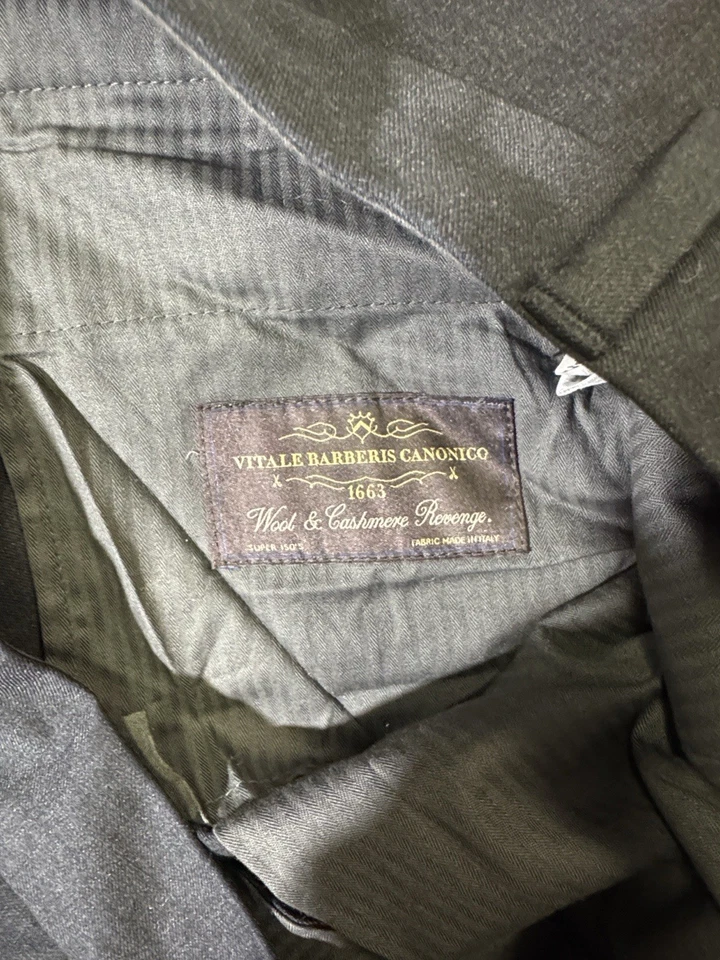 VITALE BARBERIS CANONICO
1663
Wool & Cashmere Revenge.
SUPER 150'S FABRIC MADE IN ITALY